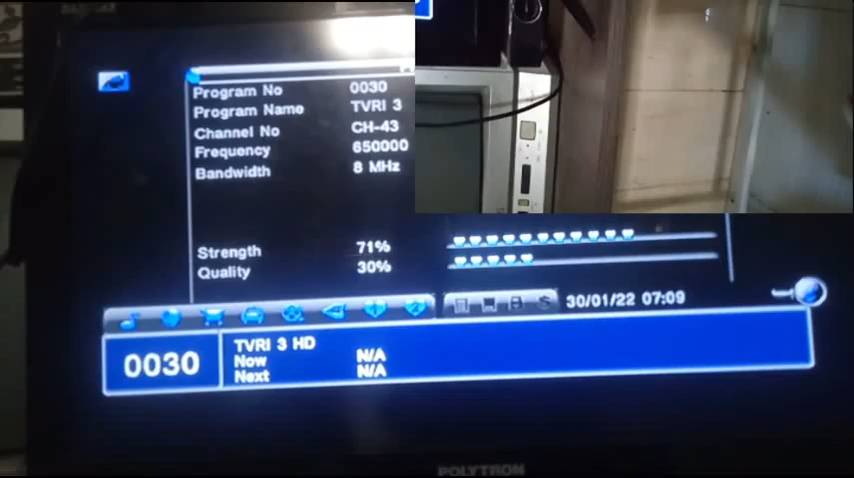 Program No 0030
Program Name TVRI 3
Channel No CH-43
Frequency 650000
Bandwidth 8 MHz
Strength 71%
Quality 30%
30/01/22 07:09
0030
TVRI 3 HD
Now N/A
Next N/A
POLYTRON